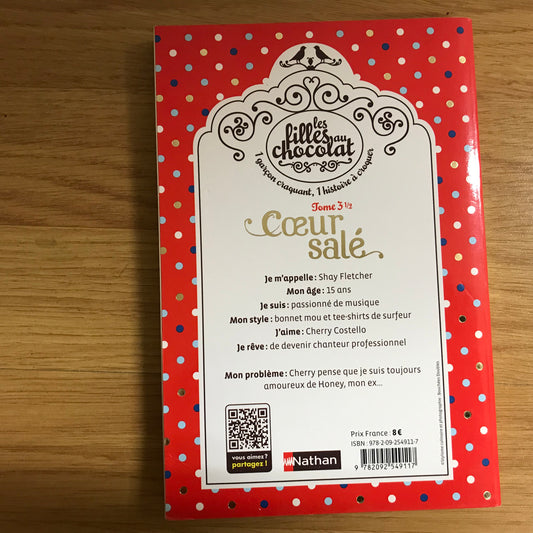 les
filles au
chocolat
1 garçon craquant, 1 histoire à croquer
Tome 3 1/2
Cœur
salé
Je m'appelle : Shay Fletcher
Mon âge : 15 ans
Je suis : passionné de musique
Mon style : bonnet mou et tee-shirts de surfeur
J'aime : Cherry Costello
Je rêve : de devenir chanteur professionnel
Mon problème : Cherry pense que je suis toujours
amoureux de Honey, mon ex...
vous aimez ?
partagez !
Nathan
Prix France : 8 €
ISBN : 978-2-09-254911-7
9 782092 549117